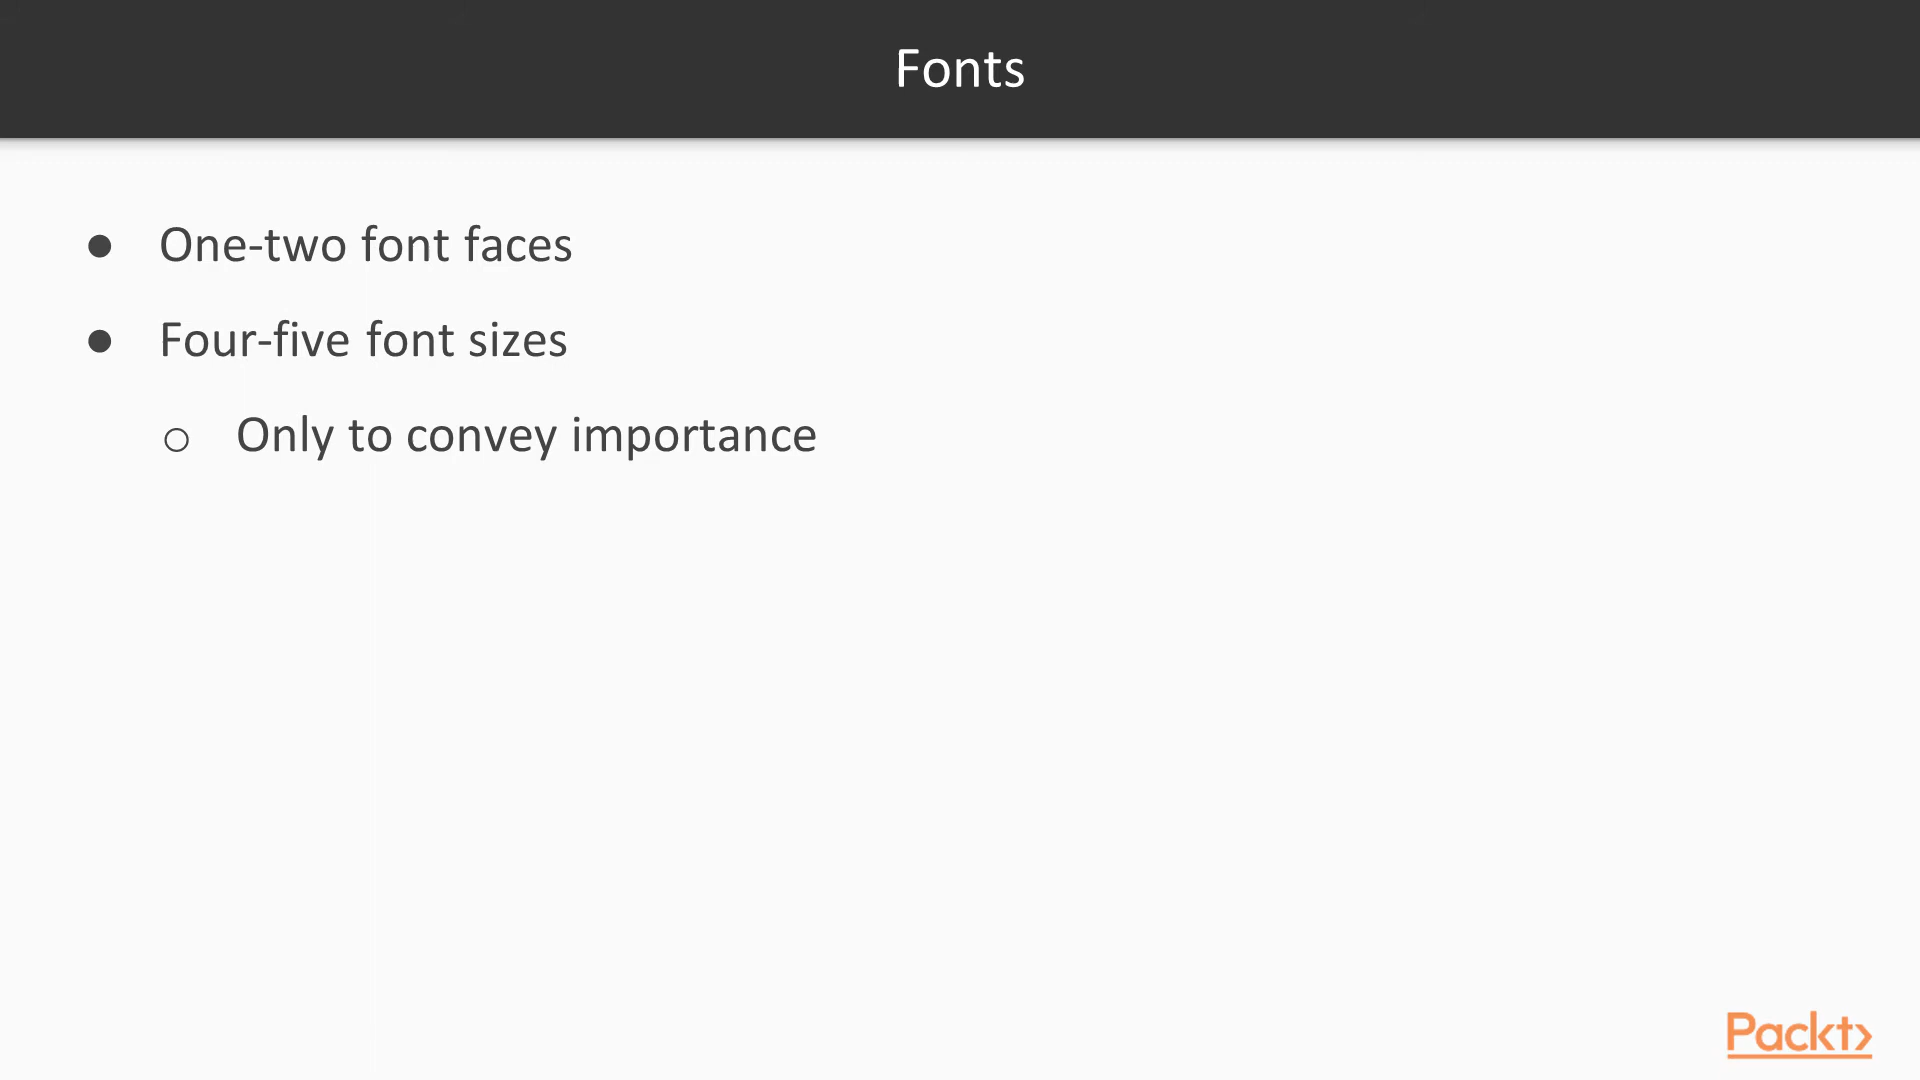 Fonts
● One-two font faces
● Four-five font sizes
○ Only to convey importance
Packt>